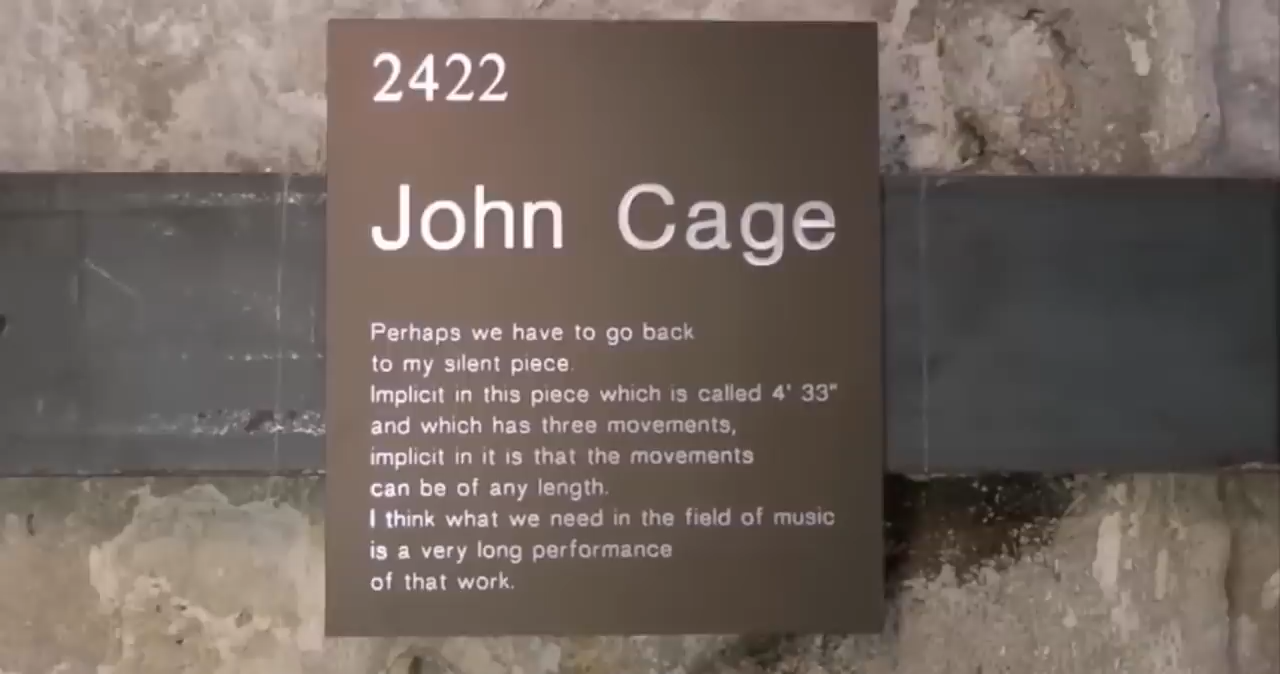 2422
John Cage
Perhaps we have to go back
to my silent piece.
Implicit in this piece which is called 4' 33"
and which has three movements,
implicit in it is that the movements
can be of any length.
I think what we need in the field of music
is a very long performance
of that work.